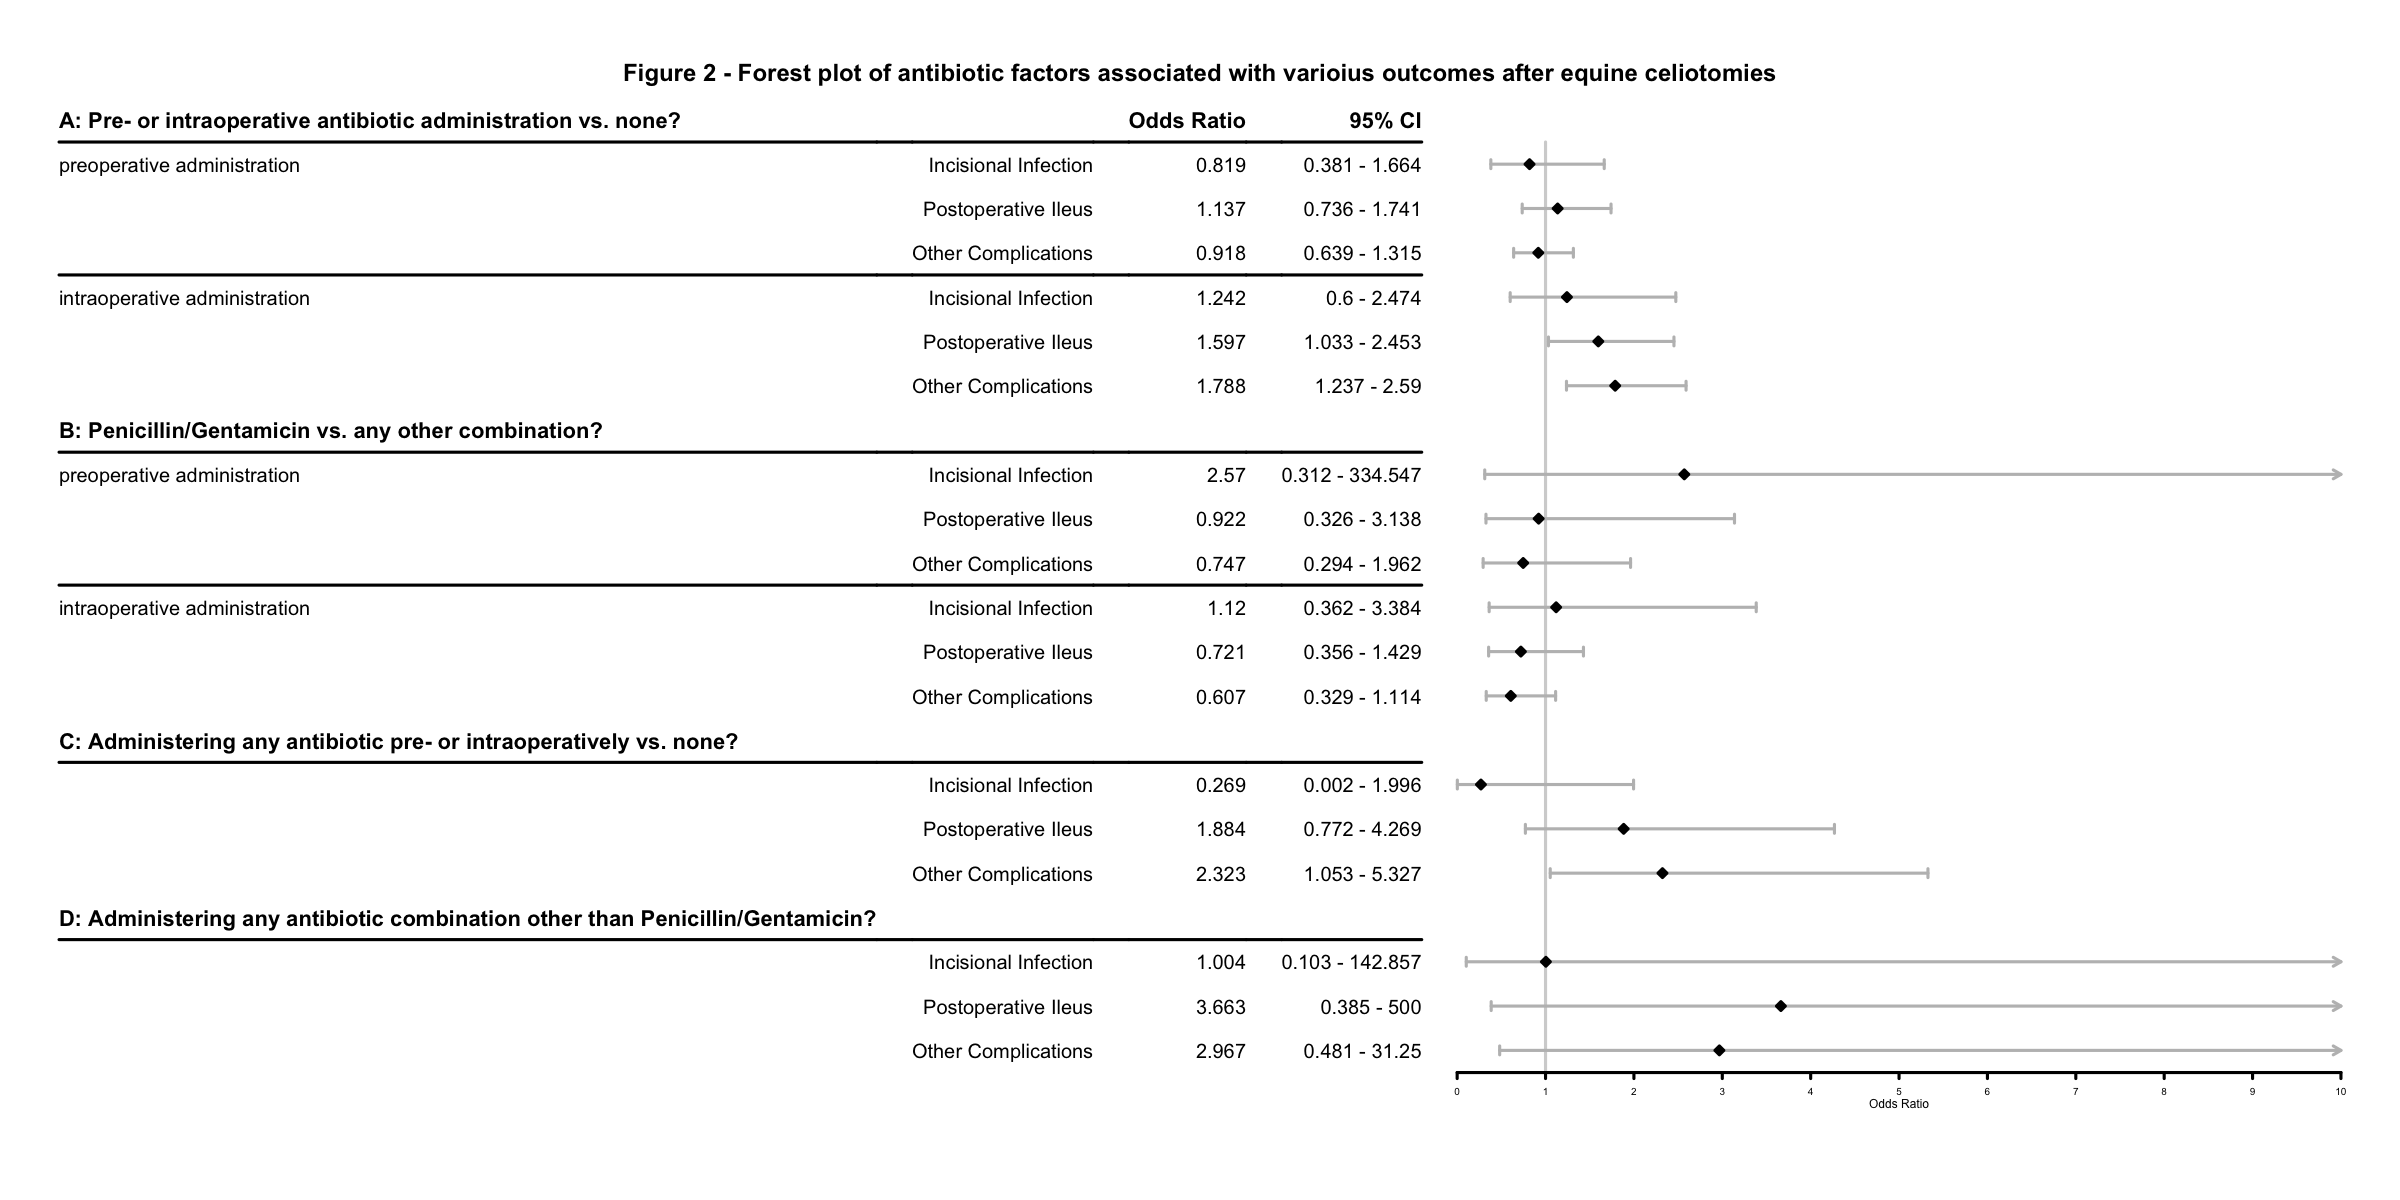 Figure 2 - Forest plot of antibiotic factors associated with varioius outcomes after equine celiotomies
A: Pre- or intraoperative antibiotic administration vs. none? Odds Ratio 95% CI
preoperative administration Incisional Infection 0.819 0.381 - 1.664
Postoperative Ileus 1.137 0.736 - 1.741
Other Complications 0.918 0.639 - 1.315
intraoperative administration Incisional Infection 1.242 0.6 - 2.474
Postoperative Ileus 1.597 1.033 - 2.453
Other Complications 1.788 1.237 - 2.59
B: Penicillin/Gentamicin vs. any other combination?
preoperative administration Incisional Infection 2.57 0.312 - 334.547
Postoperative Ileus 0.922 0.326 - 3.138
Other Complications 0.747 0.294 - 1.962
intraoperative administration Incisional Infection 1.12 0.362 - 3.384
Postoperative Ileus 0.721 0.356 - 1.429
Other Complications 0.607 0.329 - 1.114
C: Administering any antibiotic pre- or intraoperatively vs. none?
Incisional Infection 0.269 0.002 - 1.996
Postoperative Ileus 1.884 0.772 - 4.269
Other Complications 2.323 1.053 - 5.327
D: Administering any antibiotic combination other than Penicillin/Gentamicin?
Incisional Infection 1.004 0.103 - 142.857
Postoperative Ileus 3.663 0.385 - 500
Other Complications 2.967 0.481 - 31.25
0 1 2 3 4 5 6 7 8 9 10
Odds Ratio